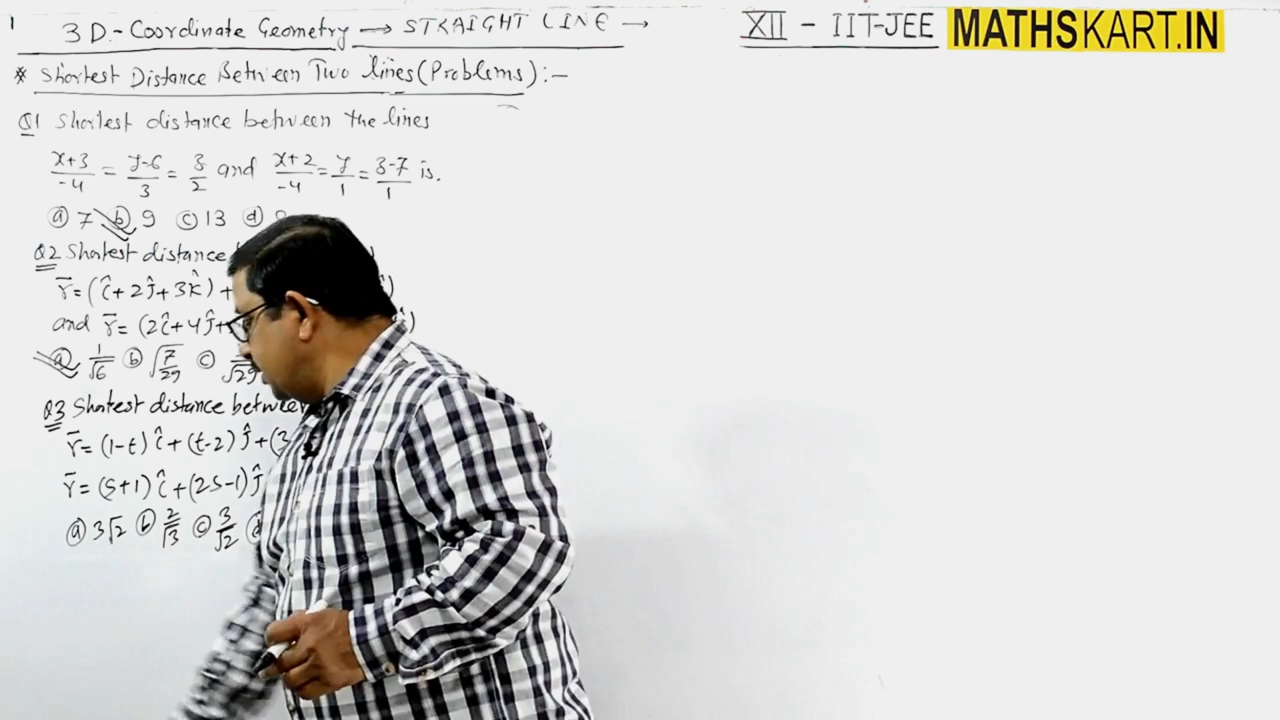 1 3D.- Coordinate Geometry → STRAIGHT LINE →
XII - IIT-JEE MATHSKART.IN
* Shortest Distance Between Two lines (Problems) :-
Q1 Shortest distance between the lines
x+3/-4 = y-6/3 = z/2 and x+2/-4 = y/1 = z-7/1 is.
ⓐ 7 ⓑ 9 ⓒ 13 ⓓ
Q2 Shortest distance
r̄ = (î+2ĵ+3k̂) +
and r̄ = (2î+4ĵ+
ⓐ 1/√6 ⓑ √7/29 ⓒ /√29
Q3 Shortest distance between
r̄ = (1-t)î + (t-2)ĵ + (3
r̄ = (s+1)î + (2s-1)ĵ
ⓐ 3√2 ⓑ 2/√3 ⓒ 3/√2 ⓓ